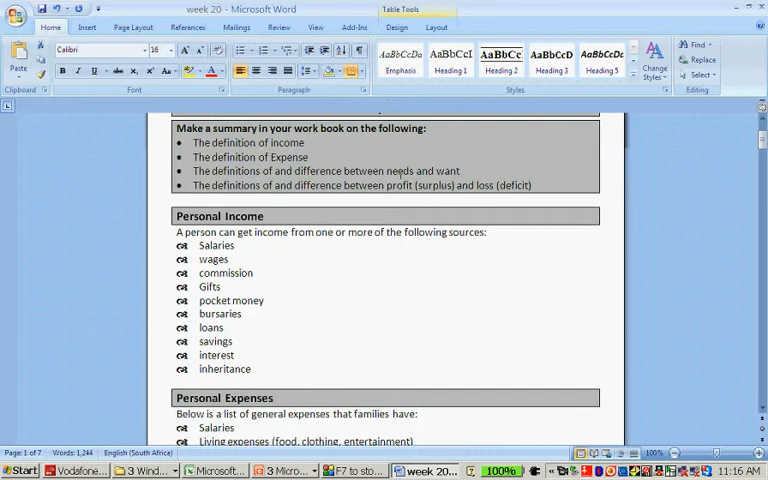 week 20 - Microsoft Word
Table Tools
Home
Insert
Page Layout
References
Mailings
Review
View
Add-Ins
Design
Layout
Paste
Calibri
16
B I U abc x₂ x² Aa
AaBbCcDc
AaBbCcI
AaBbCc
AaBbCcD
AaBbCcDc
Emphasis
Heading 1
Heading 2
Heading 3
Heading 5
Change Styles
Find
Replace
Select
Clipboard
Font
Paragraph
Styles
Editing
Make a summary in your work book on the following:
• The definition of income
• The definition of Expense
• The definitions of and difference between needs and want
• The definitions of and difference between profit (surplus) and loss (deficit)
Personal Income
A person can get income from one or more of the following sources:
Salaries
wages
commission
Gifts
pocket money
bursaries
loans
savings
interest
inheritance
Personal Expenses
Below is a list of general expenses that families have:
Salaries
Living expenses (food, clothing, entertainment)
Page: 1 of 7
Words: 1,244
English (South Africa)
100%
Start
Vodafone...
3 Wind...
Microsoft...
3 Micro...
F7 to sto...
week 20...
100%
11:16 AM